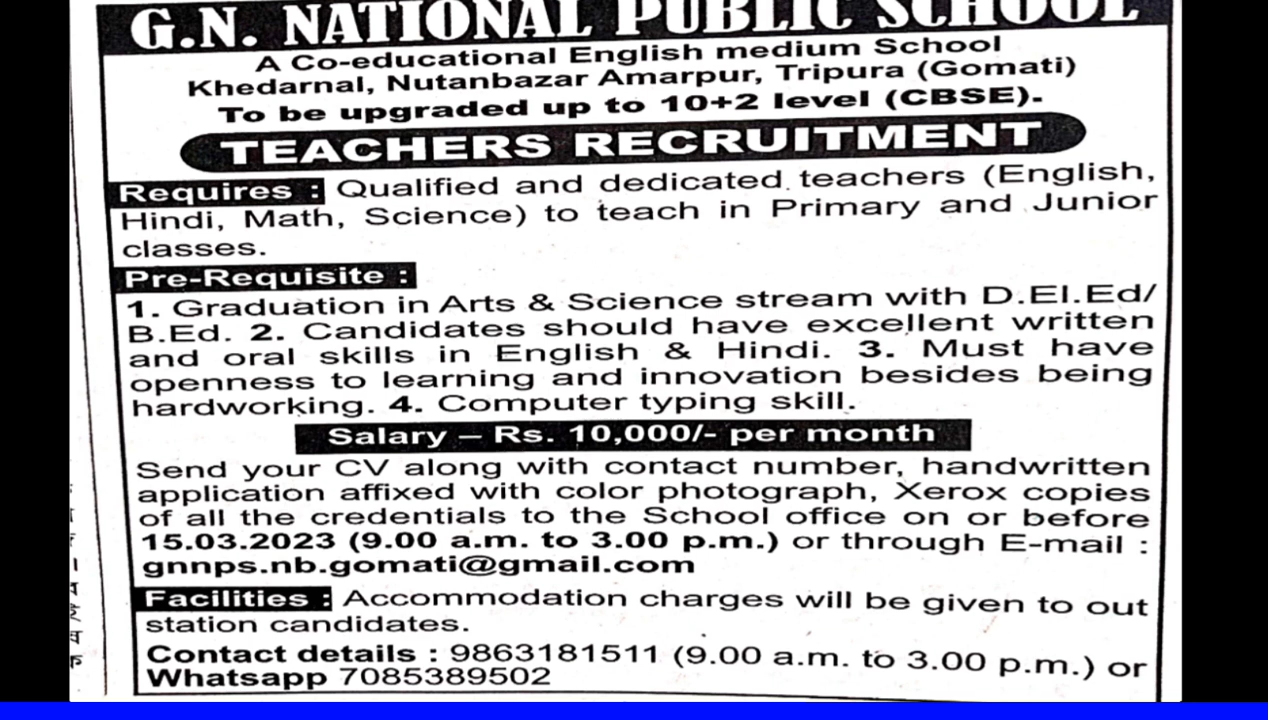 G.N. NATIONAL PUBLIC SCHOOL
A Co-educational English medium School
Khedarnal, Nutanbazar Amarpur, Tripura (Gomati)
To be upgraded up to 10+2 level (CBSE).
TEACHERS RECRUITMENT
Requires : Qualified and dedicated teachers (English,
Hindi, Math, Science) to teach in Primary and Junior
classes.
Pre-Requisite :
1. Graduation in Arts & Science stream with D.El.Ed/
B.Ed. 2. Candidates should have excellent written
and oral skills in English & Hindi. 3. Must have
openness to learning and innovation besides being
hardworking. 4. Computer typing skill.
Salary – Rs. 10,000/- per month
Send your CV along with contact number, handwritten
application affixed with color photograph, Xerox copies
of all the credentials to the School office on or before
15.03.2023 (9.00 a.m. to 3.00 p.m.) or through E-mail :
gnnps.nb.gomati@gmail.com
Facilities : Accommodation charges will be given to out
station candidates.
Contact details : 9863181511 (9.00 a.m. to 3.00 p.m.) or
Whatsapp 7085389502